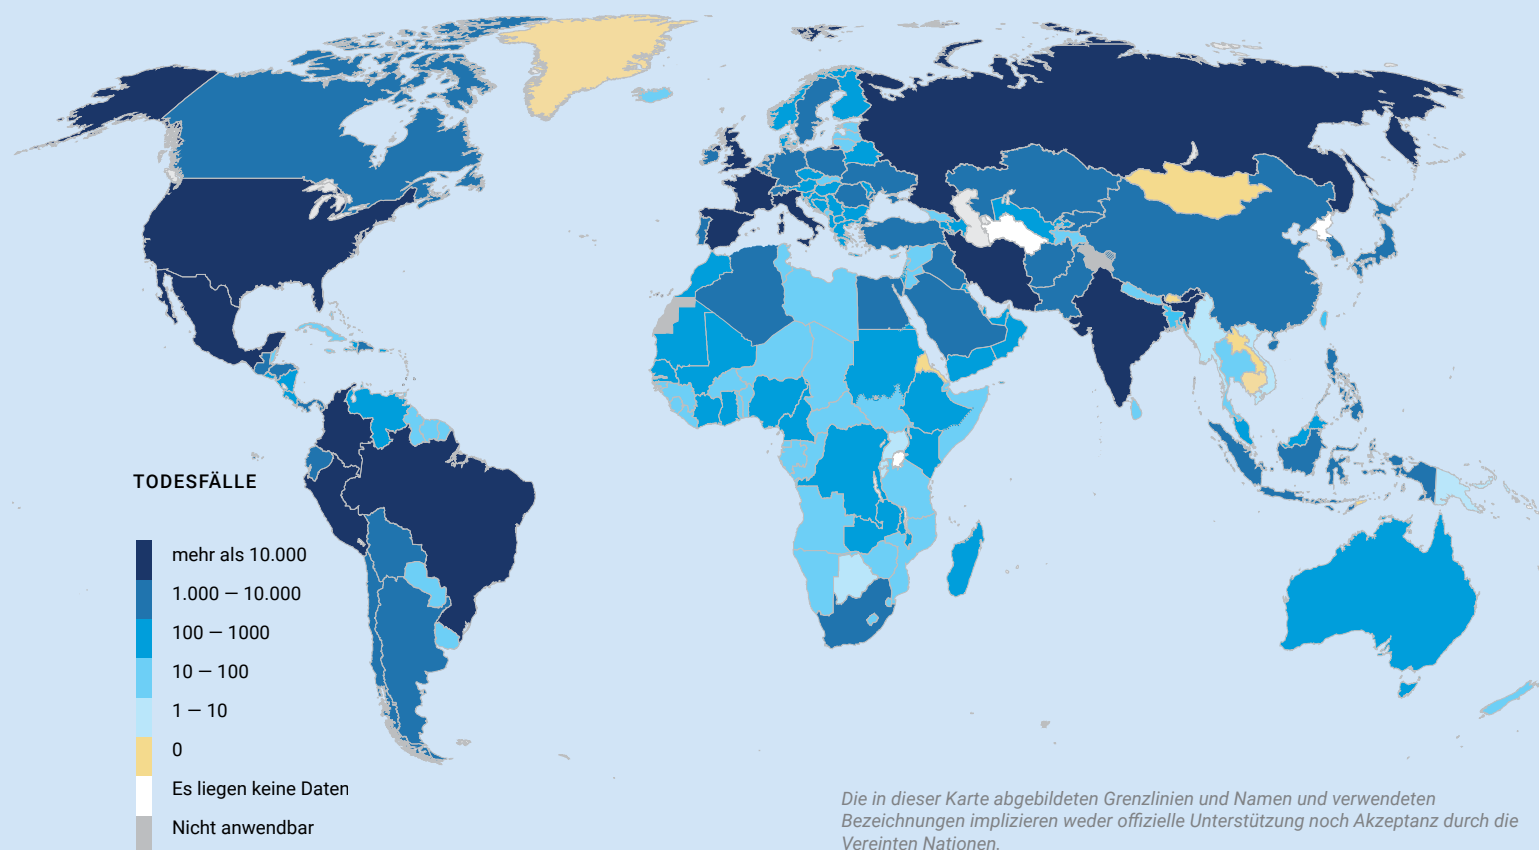 TODESFÄLLE
mehr als 10.000
1.000 — 10.000
100 — 1000
10 — 100
1 — 10
0
Es liegen keine Daten
Nicht anwendbar
Die in dieser Karte abgebildeten Grenzlinien und Namen und verwendeten
Bezeichnungen implizieren weder offizielle Unterstützung noch Akzeptanz durch die
Vereinten Nationen.